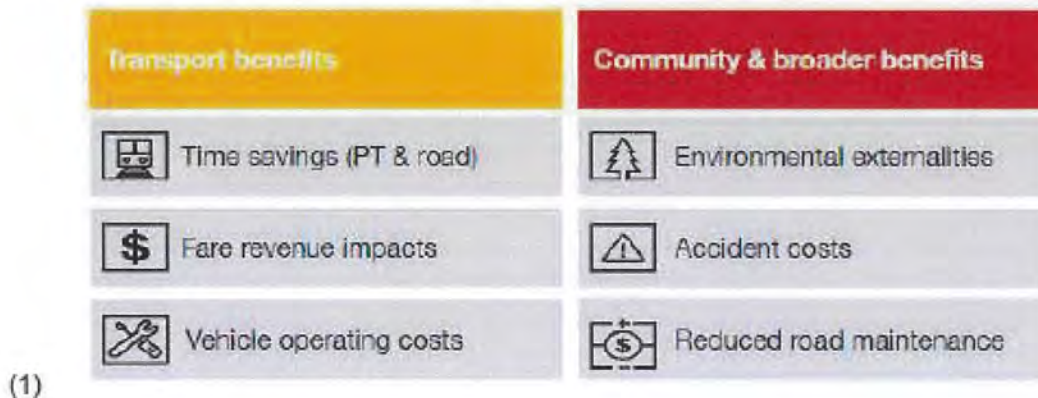 Transport benefits
Community & broader benefits
Time savings (PT & road)
Environmental externalities
$ Fare revenue impacts
Accident costs
Vehicle operating costs
$ Reduced road maintenance
(1)